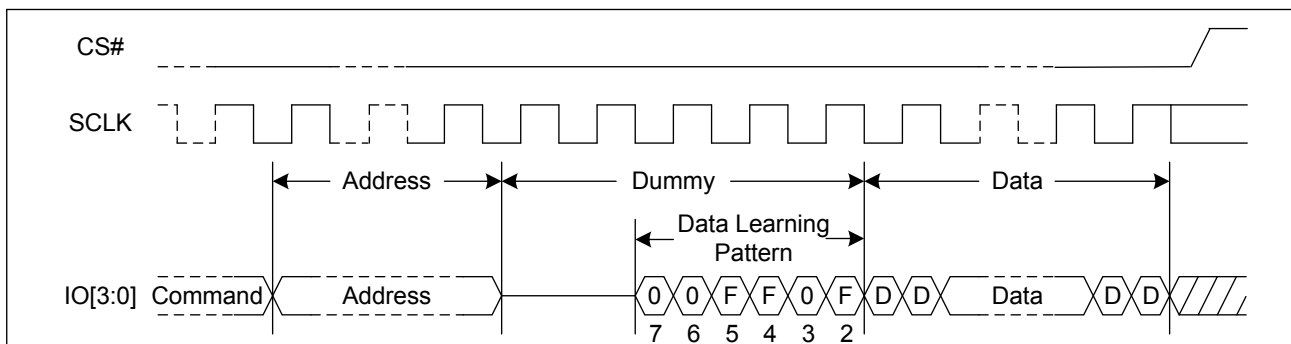 CS#
SCLK
Address Dummy Data
Data Learning
Pattern
IO[3:0] Command Address 0 0 F F 0 F D D Data D D
7 6 5 4 3 2